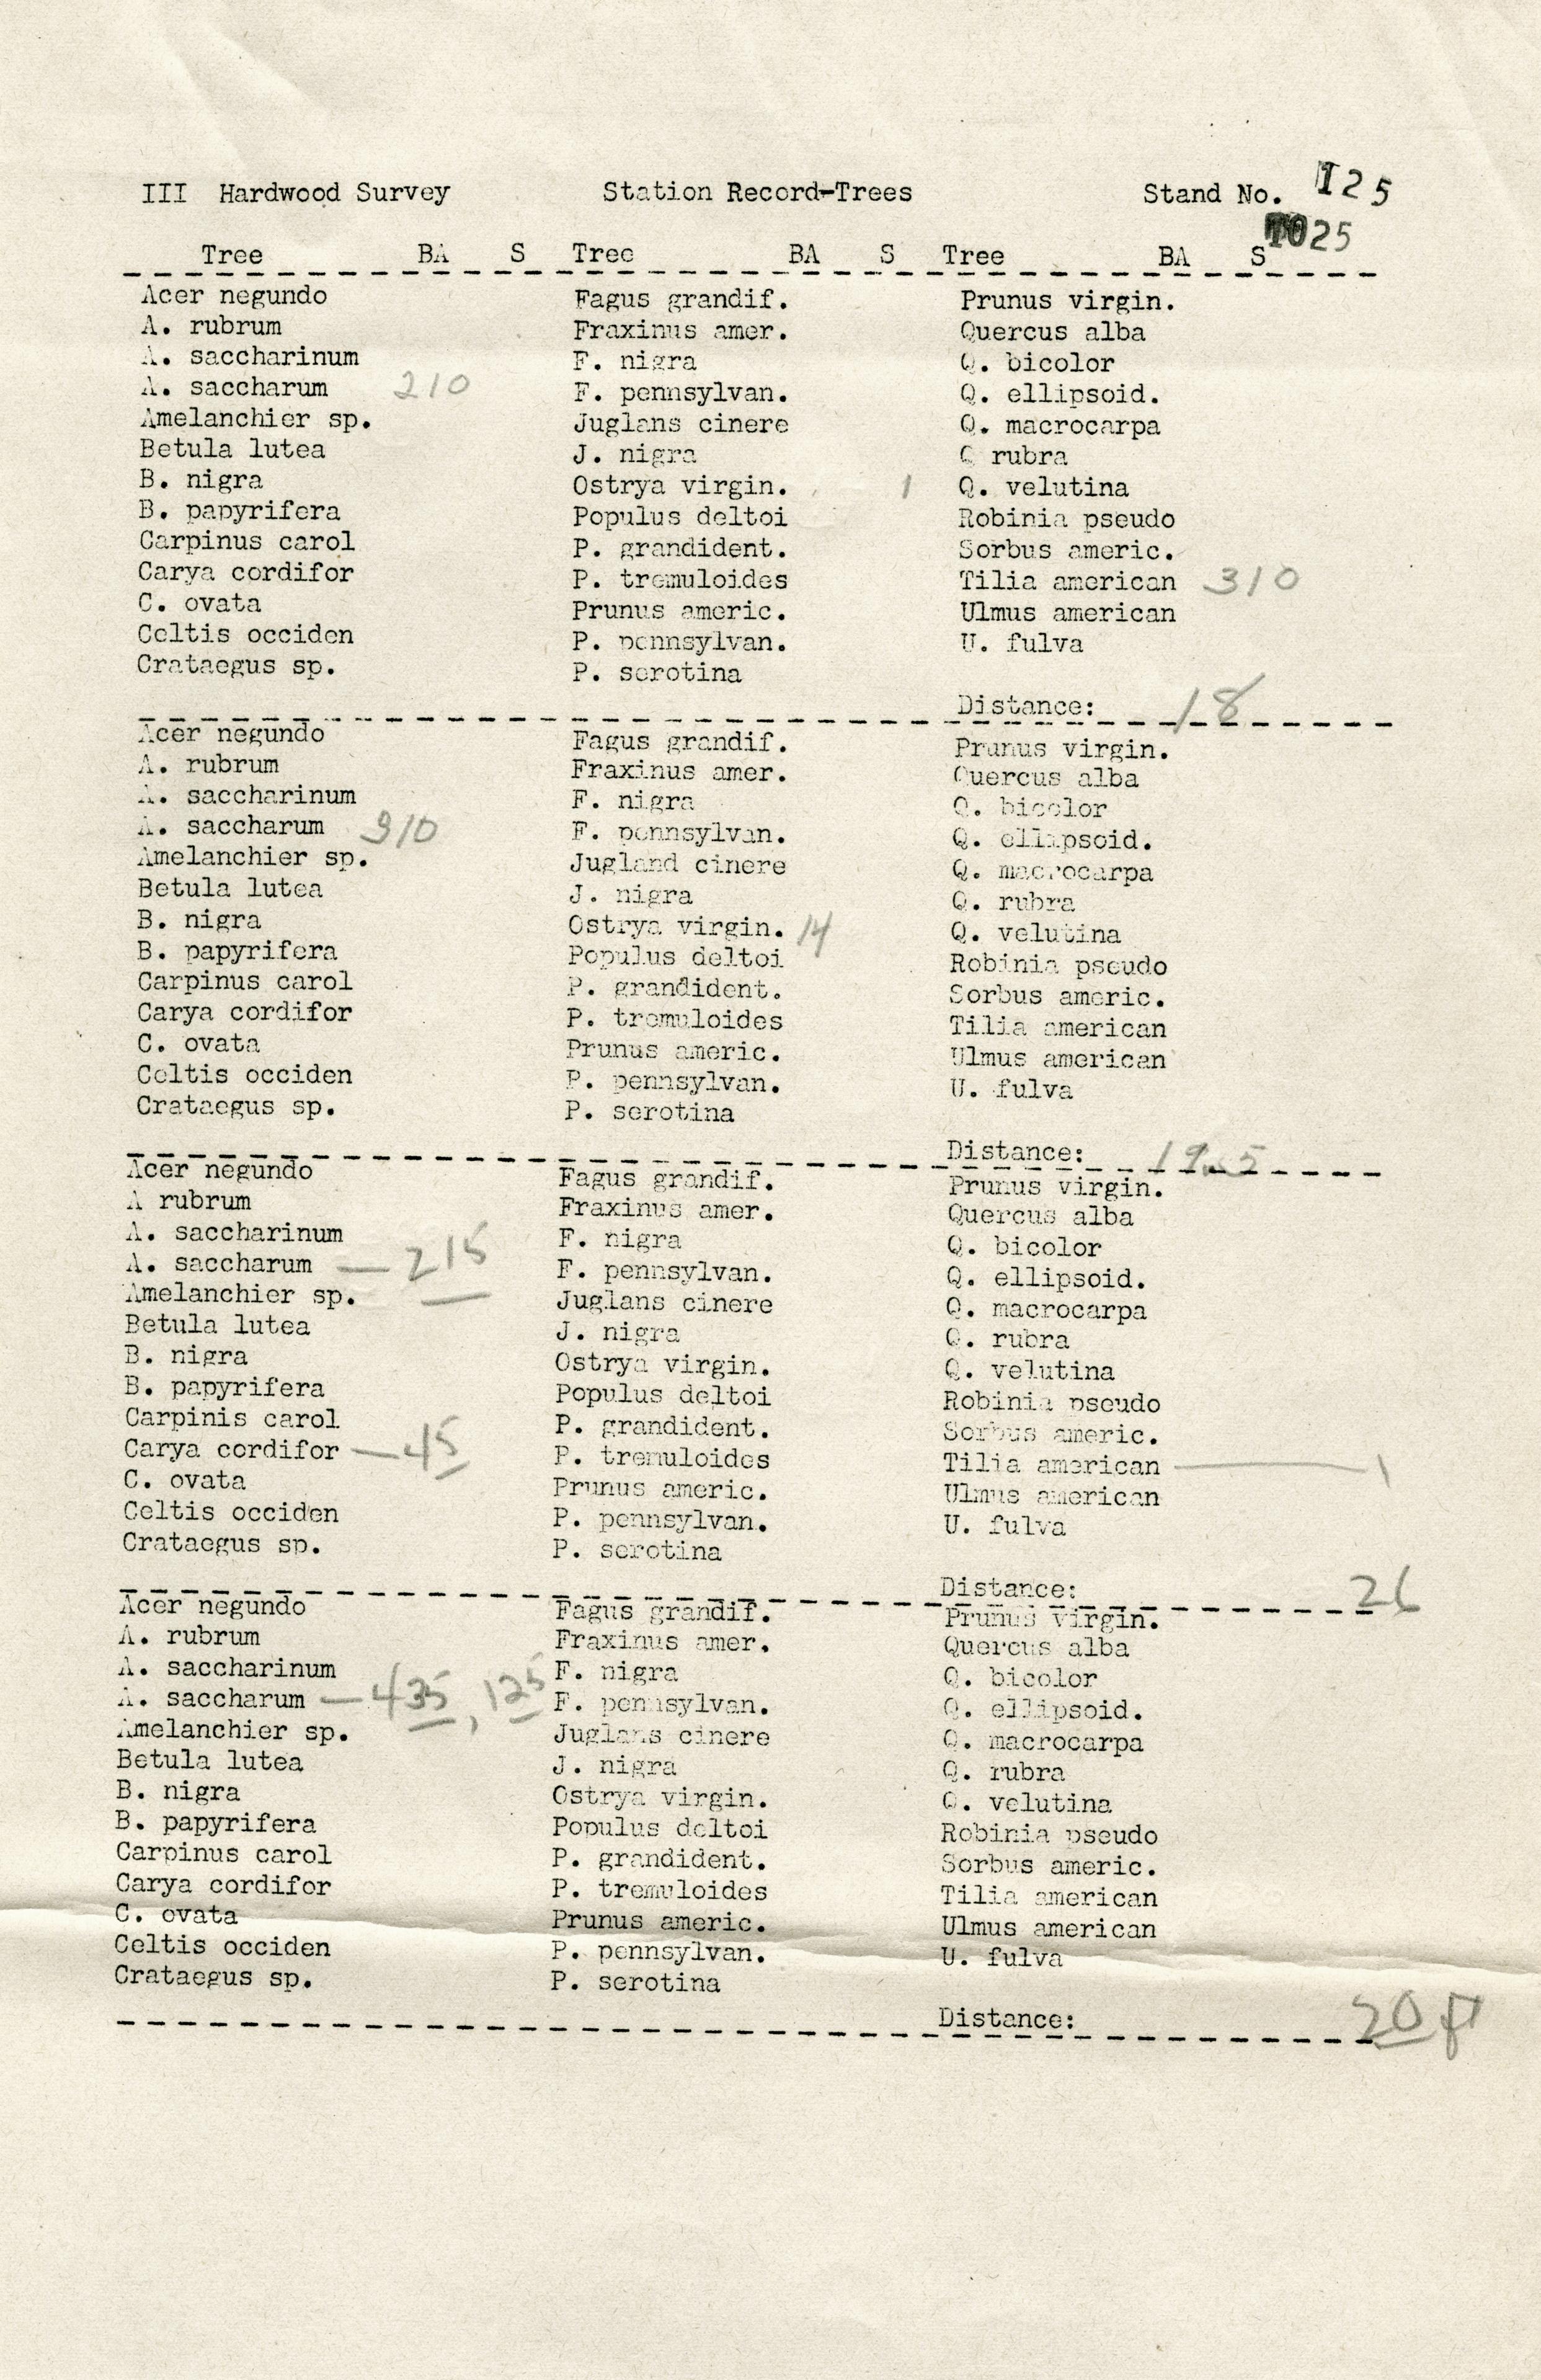 III Hardwood Survey Station Record-Trees Stand No. 125
1025
Tree BA S Tree BA S Tree BA S
Acer negundo Fagus grandif. Prunus virgin.
A. rubrum Fraxinus amer. Quercus alba
A. saccharinum F. nigra Q. bicolor
A. saccharum 210 F. pennsylvan. Q. ellipsoid.
Amelanchier sp. Juglans cinere Q. macrocarpa
Betula lutea J. nigra Q rubra
B. nigra Ostrya virgin. 1 Q. velutina
B. papyrifera Populus deltoi Robinia pseudo
Carpinus carol P. grandident. Sorbus americ.
Carya cordifor P. tremuloides Tilia american 310
C. ovata Prunus americ. Ulmus american
Celtis occiden P. pennsylvan. U. fulva
Crataegus sp. P. serotina
Distance: 18
Acer negundo Fagus grandif. Prunus virgin.
A. rubrum Fraxinus amer. Quercus alba
A. saccharinum F. nigra Q. bicolor
A. saccharum 310 F. pennsylvan. Q. ellipsoid.
Amelanchier sp. Jugland cinere Q. macrocarpa
Betula lutea J. nigra Q. rubra
B. nigra Ostrya virgin. 14 Q. velutina
B. papyrifera Populus deltoi Robinia pseudo
Carpinus carol P. grandident. Sorbus americ.
Carya cordifor P. tremuloides Tilia american
C. ovata Prunus americ. Ulmus american
Celtis occiden P. pennsylvan. U. fulva
Crataegus sp. P. serotina
Distance: 19.5
Acer negundo Fagus grandif. Prunus virgin.
A rubrum Fraxinus amer. Quercus alba
A. saccharinum F. nigra Q. bicolor
A. saccharum — 215 F. pennsylvan. Q. ellipsoid.
Amelanchier sp. Juglans cinere Q. macrocarpa
Betula lutea J. nigra Q. rubra
B. nigra Ostrya virgin. Q. velutina
B. papyrifera Populus deltoi Robinia pseudo
Carpinis carol P. grandident. Sorbus americ.
Carya cordifor — 45 P. tremuloides Tilia american — 1
C. ovata Prunus americ. Ulmus american
Celtis occiden P. pennsylvan. U. fulva
Crataegus sp. P. serotina
Distance: 26
Acer negundo Fagus grandif. Prunus virgin.
A. rubrum Fraxinus amer. Quercus alba
A. saccharinum F. nigra Q. bicolor
A. saccharum — 435, 125 F. pennsylvan. Q. ellipsoid.
Amelanchier sp. Juglans cinere Q. macrocarpa
Betula lutea J. nigra Q. rubra
B. nigra Ostrya virgin. Q. velutina
B. papyrifera Populus deltoi Robinia pseudo
Carpinus carol P. grandident. Sorbus americ.
Carya cordifor P. tremuloides Tilia american
C. ovata Prunus americ. Ulmus american
Celtis occiden P. pennsylvan. U. fulva
Crataegus sp. P. serotina
Distance: 20